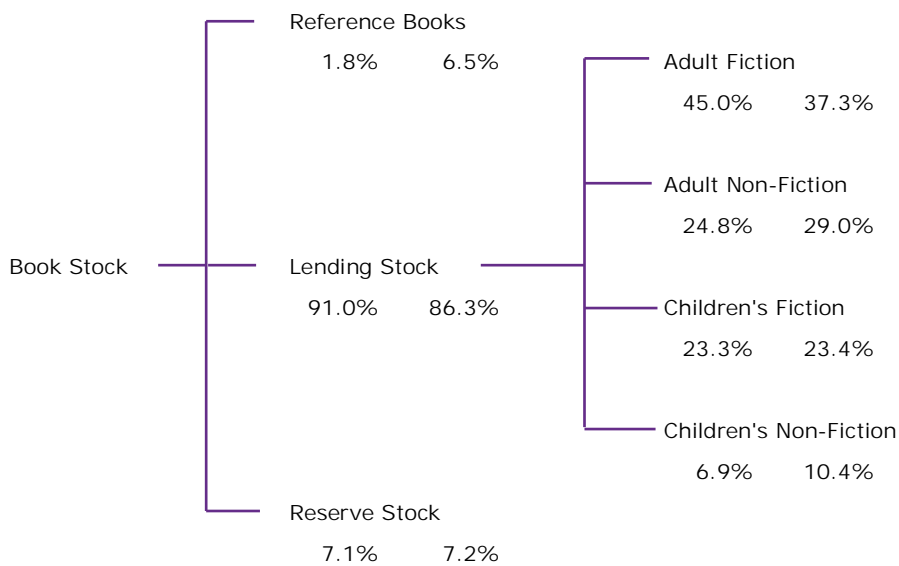 Reference Books
1.8% 6.5%
Adult Fiction
45.0% 37.3%
Adult Non-Fiction
24.8% 29.0%
Book Stock
Lending Stock
91.0% 86.3%
Children's Fiction
23.3% 23.4%
Children's Non-Fiction
6.9% 10.4%
Reserve Stock
7.1% 7.2%